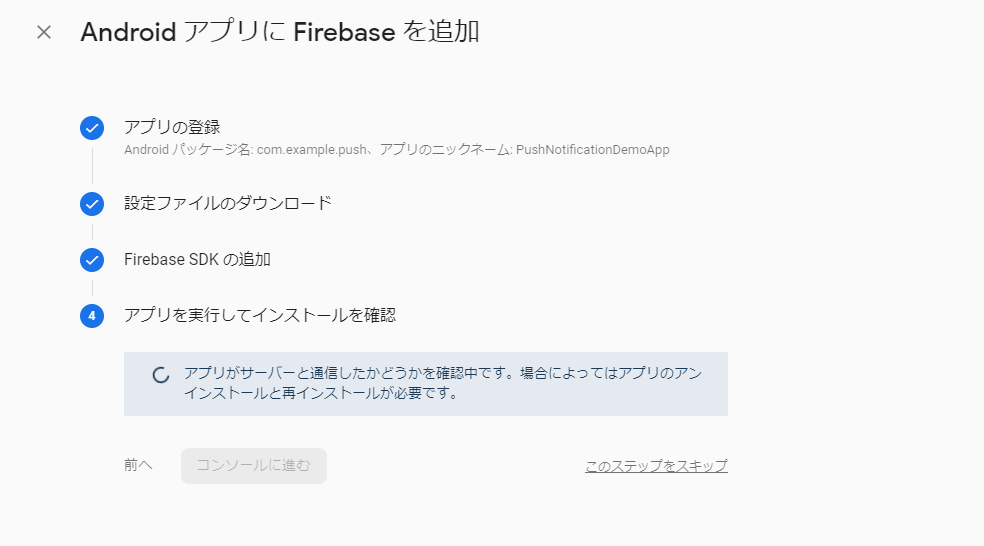 Android アプリに Firebase を追加
アプリの登録
Android パッケージ名: com.example.push、アプリのニックネーム: PushNotificationDemoApp
設定ファイルのダウンロード
Firebase SDK の追加
4 アプリを実行してインストールを確認
アプリがサーバーと通信したかどうかを確認中です。場合によってはアプリのアン
インストールと再インストールが必要です。
前へ コンソールに進む このステップをスキップ